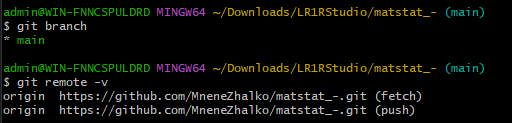 admin@WIN-FNNCSPULDRD MINGW64 ~/Downloads/LR1RStudio/matstat_- (main)
$ git branch
* main
admin@WIN-FNNCSPULDRD MINGW64 ~/Downloads/LR1RStudio/matstat_- (main)
$ git remote -v
origin  https://github.com/MneneZhalko/matstat_-.git (fetch)
origin  https://github.com/MneneZhalko/matstat_-.git (push)